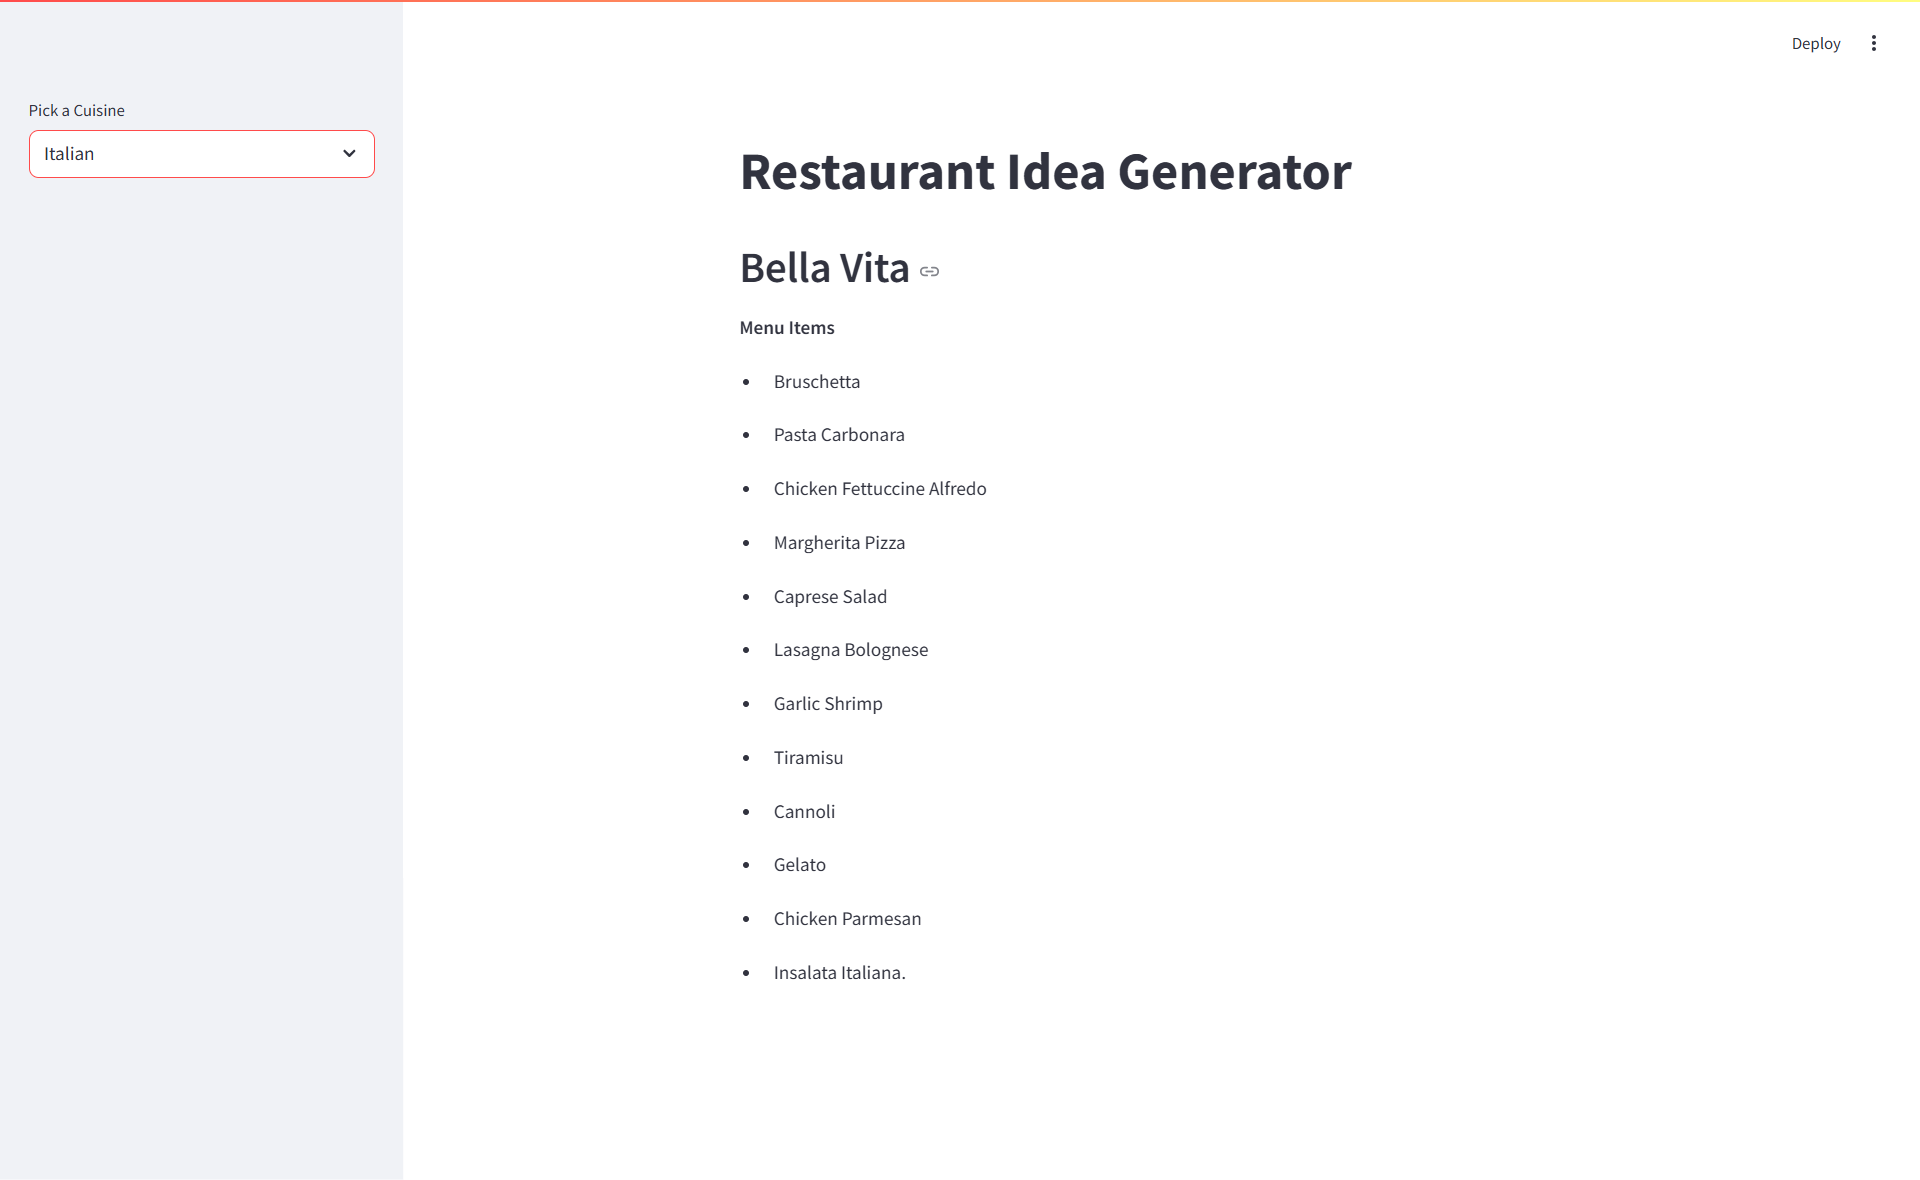 Deploy
Pick a Cuisine
Italian
Restaurant Idea Generator
Bella Vita
Menu Items
Bruschetta
Pasta Carbonara
Chicken Fettuccine Alfredo
Margherita Pizza
Caprese Salad
Lasagna Bolognese
Garlic Shrimp
Tiramisu
Cannoli
Gelato
Chicken Parmesan
Insalata Italiana.